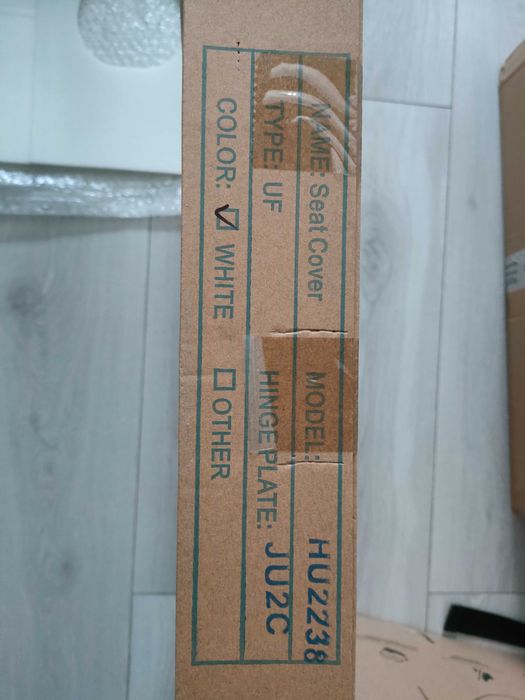 NAME: Seat Cover MODEL: HU2238
TYPE: UF HINGE PLATE: JU2C
COLOR: ☑ WHITE ☐ OTHER